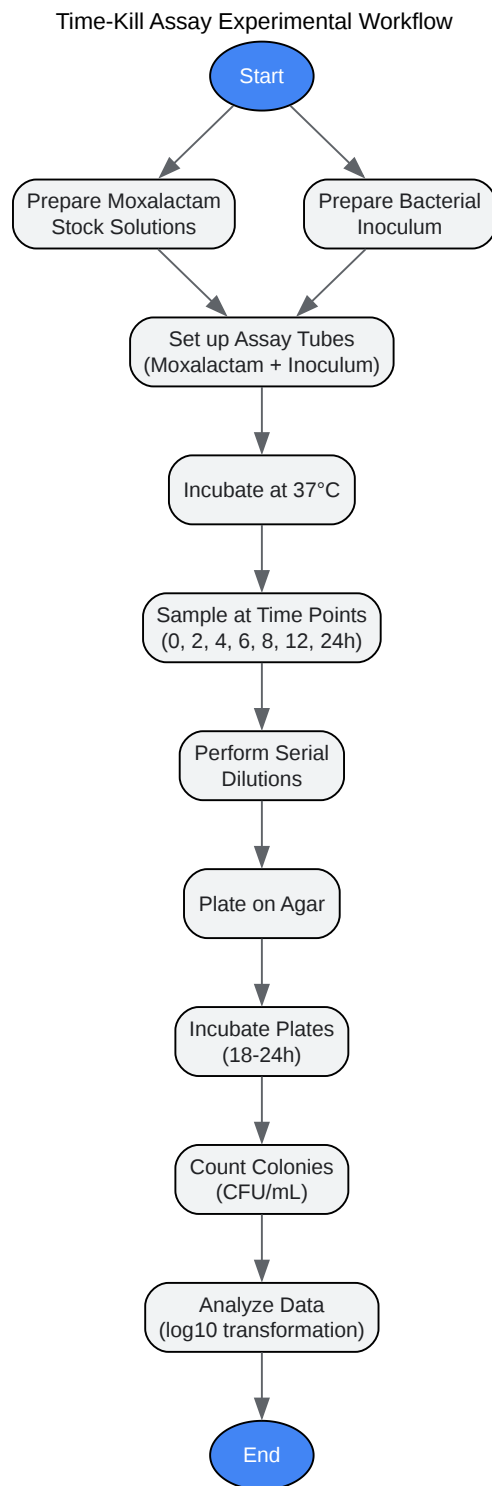 Time-Kill Assay Experimental Workflow
Start
Prepare Moxalactam
Stock Solutions
Prepare Bacterial
Inoculum
Set up Assay Tubes
(Moxalactam + Inoculum)
Incubate at 37°C
Sample at Time Points
(0, 2, 4, 6, 8, 12, 24h)
Perform Serial
Dilutions
Plate on Agar
Incubate Plates
(18-24h)
Count Colonies
(CFU/mL)
Analyze Data
(log10 transformation)
End